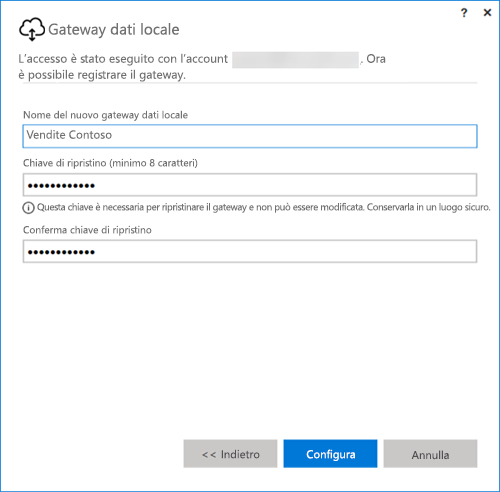 ? ×
Gateway dati locale
L'accesso è stato eseguito con l'account . Ora
è possibile registrare il gateway.
Nome del nuovo gateway dati locale
Vendite Contoso
Chiave di ripristino (minimo 8 caratteri)
••••••••••••
Questa chiave è necessaria per ripristinare il gateway e non può essere modificata. Conservarla in un luogo sicuro.
Conferma chiave di ripristino
••••••••••••
<< Indietro Configura Annulla